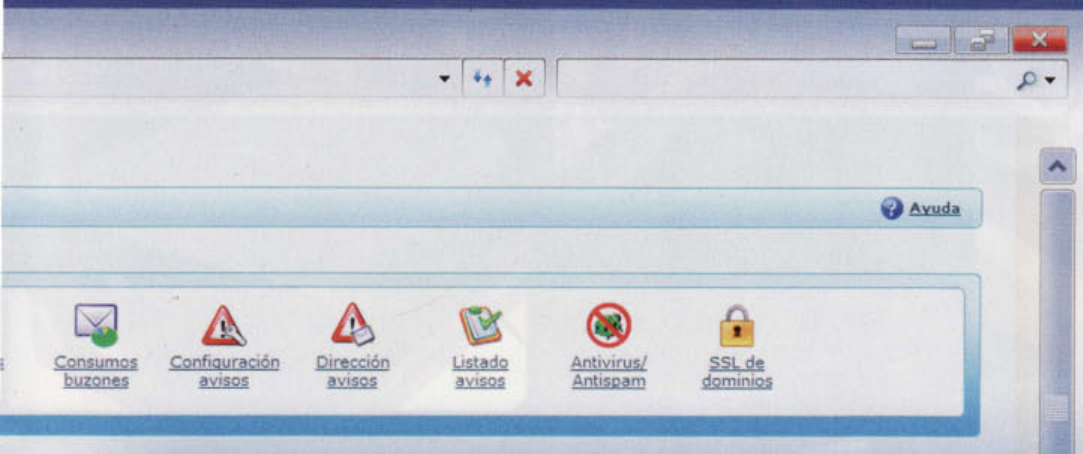 Ayuda
Consumos buzones
Configuración avisos
Dirección avisos
Listado avisos
Antivirus/ Antispam
SSL de dominios